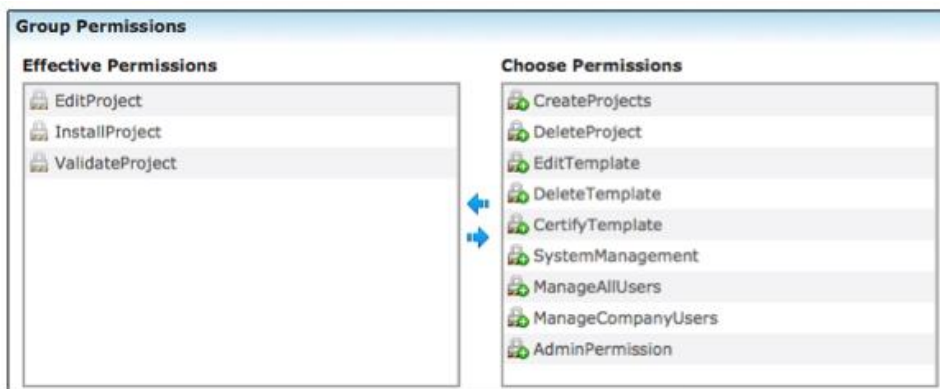 Group Permissions
Effective Permissions
EditProject
InstallProject
ValidateProject
Choose Permissions
CreateProjects
DeleteProject
EditTemplate
DeleteTemplate
CertifyTemplate
SystemManagement
ManageAllUsers
ManageCompanyUsers
AdminPermission